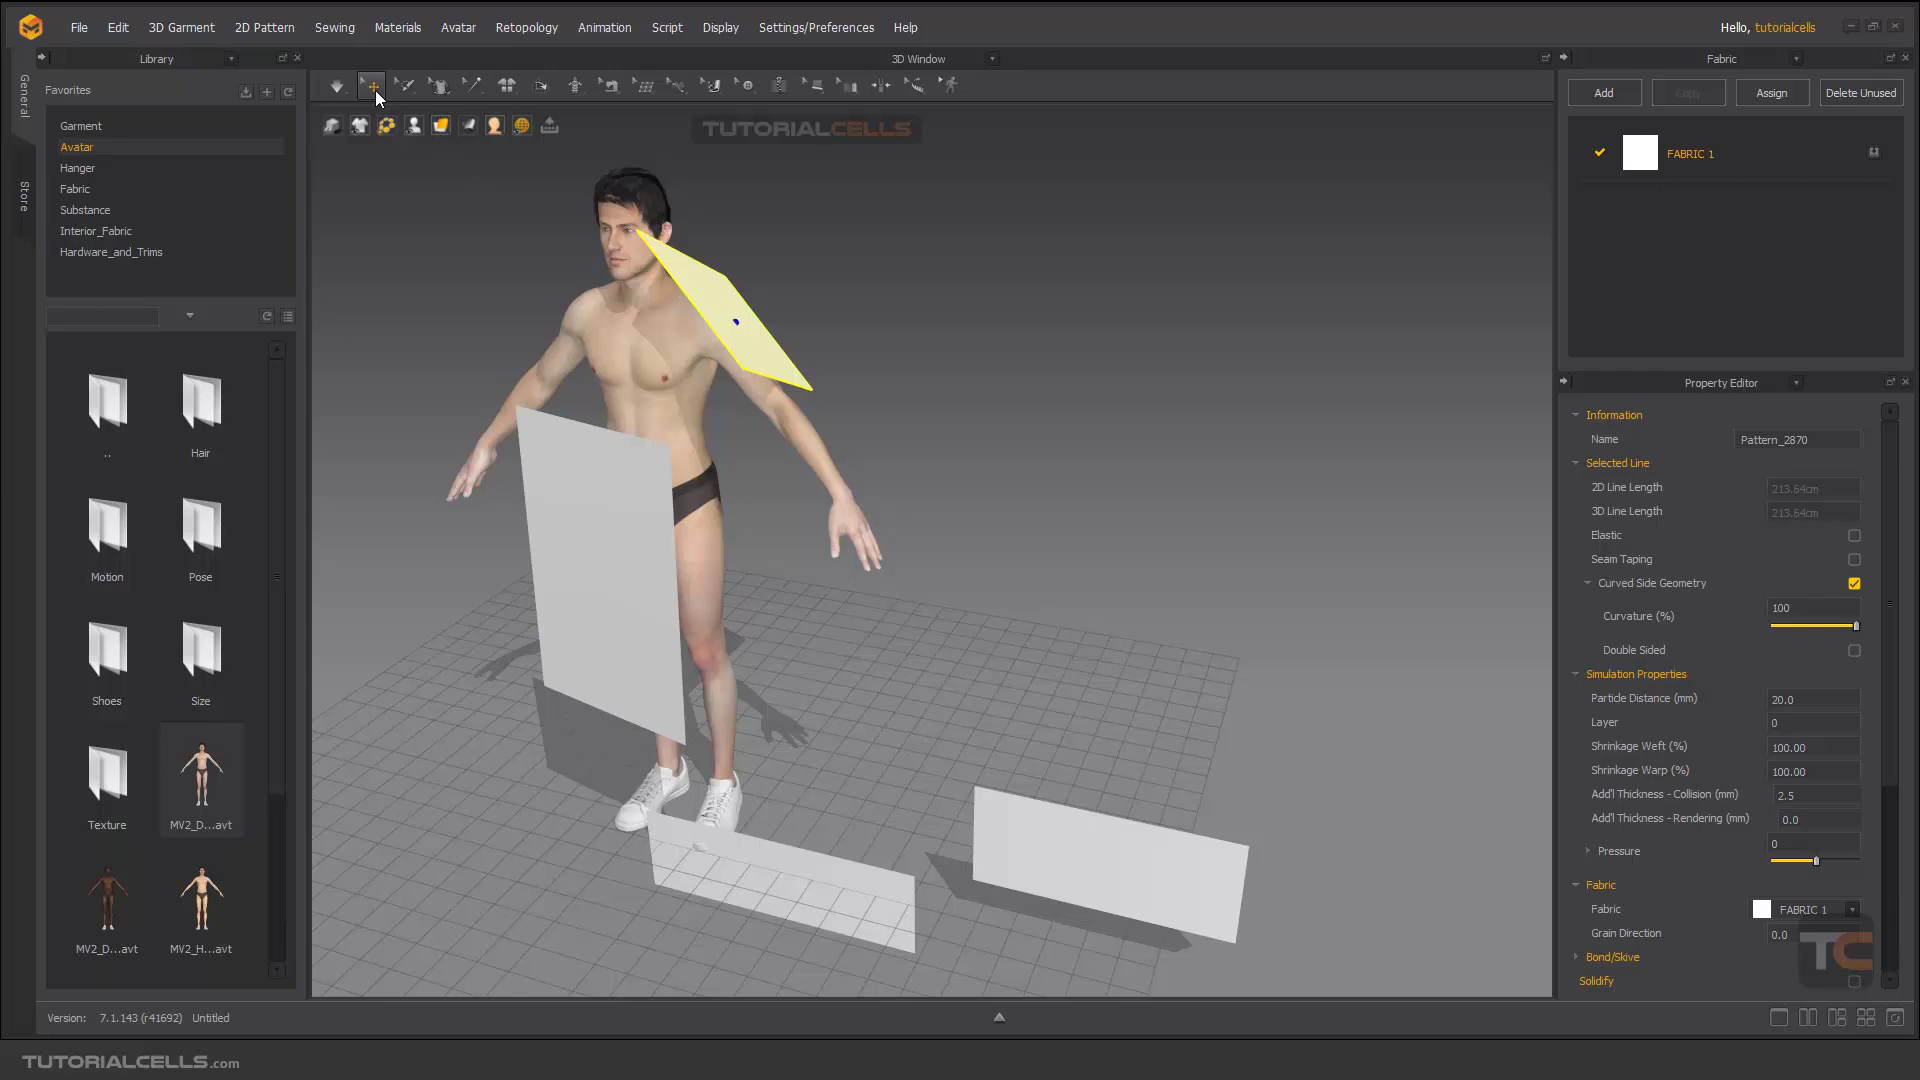 File Edit 3D Garment 2D Pattern Sewing Materials Avatar Retopology Animation Script Display Settings/Preferences Help Hello, tutorialcells
Library 3D Window Fabric
General
Store
Favorites
Garment
Avatar
Hanger
Fabric
Substance
Interior_Fabric
Hardware_and_Trims
.. Hair
Motion Pose
Shoes Size
Texture MV2_D...avt
MV2_D...avt MV2_H...avt
TUTORIALCELLS
Add Copy Assign Delete Unused
FABRIC 1
Property Editor
Information
Name Pattern_2870
Selected Line
2D Line Length 213.64cm
3D Line Length 213.64cm
Elastic
Seam Taping
Curved Side Geometry
Curvature (%) 100
Double Sided
Simulation Properties
Particle Distance (mm) 20.0
Layer 0
Shrinkage Weft (%) 100.00
Shrinkage Warp (%) 100.00
Add'l Thickness - Collision (mm) 2.5
Add'l Thickness - Rendering (mm) 0.0
Pressure 0
Fabric
Fabric FABRIC 1
Grain Direction 0.0
Bond/Skive
Solidify
TC
Version: 7.1.143 (r41692) Untitled
TUTORIALCELLS.com